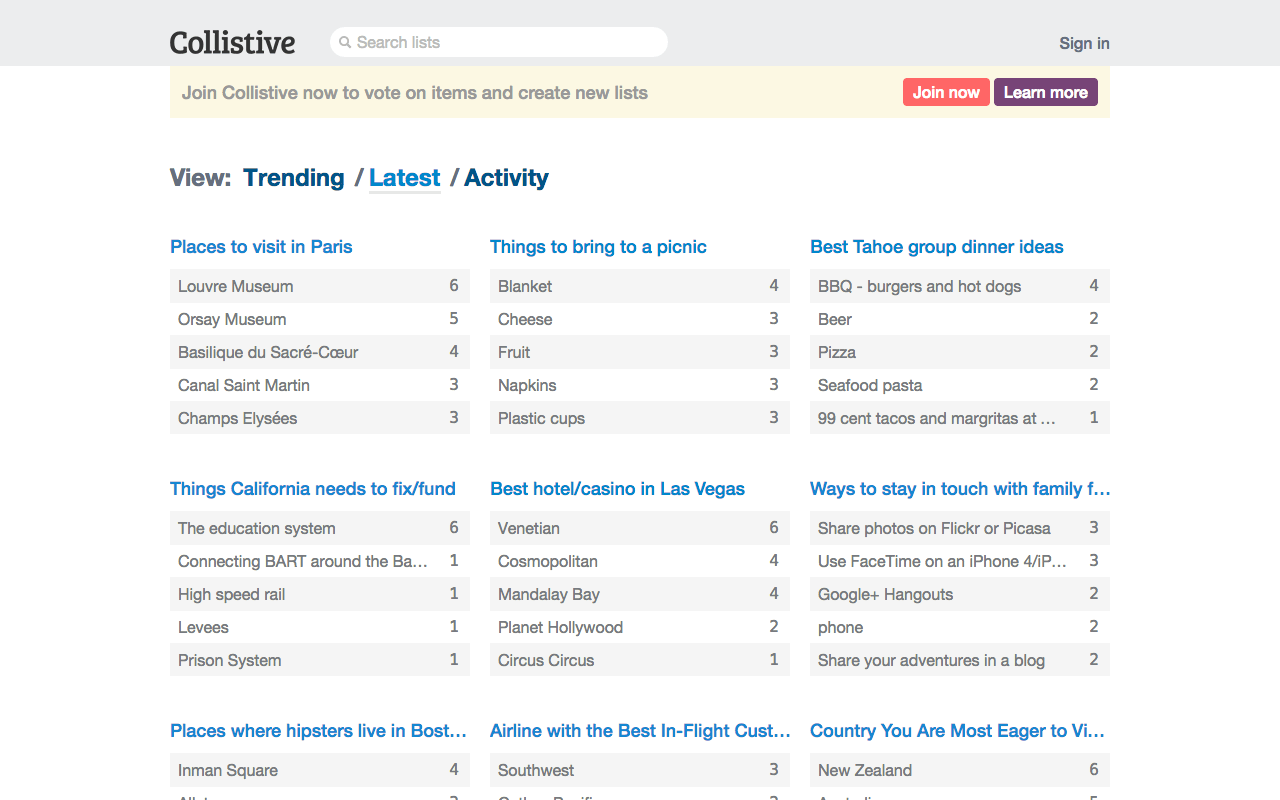 Collistive
Search lists
Sign in
Join Collistive now to vote on items and create new lists
Join now
Learn more
View: Trending / Latest / Activity
Places to visit in Paris
Louvre Museum 6
Orsay Museum 5
Basilique du Sacré-Cœur 4
Canal Saint Martin 3
Champs Elysées 3
Things to bring to a picnic
Blanket 4
Cheese 3
Fruit 3
Napkins 3
Plastic cups 3
Best Tahoe group dinner ideas
BBQ - burgers and hot dogs 4
Beer 2
Pizza 2
Seafood pasta 2
99 cent tacos and margritas at ... 1
Things California needs to fix/fund
The education system 6
Connecting BART around the Ba... 1
High speed rail 1
Levees 1
Prison System 1
Best hotel/casino in Las Vegas
Venetian 6
Cosmopolitan 4
Mandalay Bay 4
Planet Hollywood 2
Circus Circus 1
Ways to stay in touch with family f...
Share photos on Flickr or Picasa 3
Use FaceTime on an iPhone 4/iP... 3
Google+ Hangouts 2
phone 2
Share your adventures in a blog 2
Places where hipsters live in Bost...
Inman Square 4
Airline with the Best In-Flight Cust...
Southwest 3
Country You Are Most Eager to Vi...
New Zealand 6